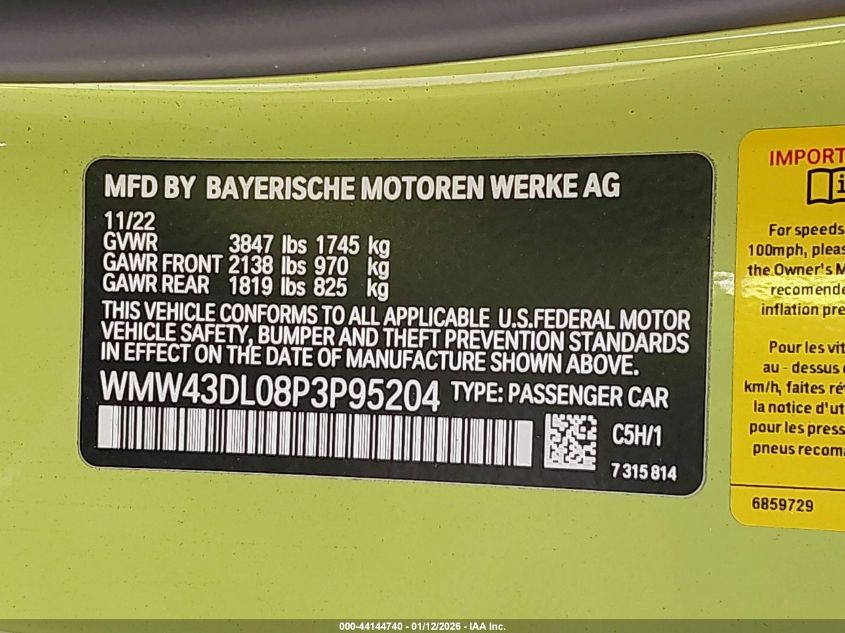 MFD BY BAYERISCHE MOTOREN WERKE AG
11/22
GVWR 3847 lbs 1745 kg
GAWR FRONT 2138 lbs 970 kg
GAWR REAR 1819 lbs 825 kg
THIS VEHICLE CONFORMS TO ALL APPLICABLE U.S.FEDERAL MOTOR
VEHICLE SAFETY, BUMPER AND THEFT PREVENTION STANDARDS
IN EFFECT ON THE DATE OF MANUFACTURE SHOWN ABOVE.
WMW43DL08P3P95204 TYPE: PASSENGER CAR
C5H/1
7315814
IMPORT
i
For speeds
100mph, pleas
the Owner's M
recomende
inflation pre
Pour les vit
au - dessus d
km/h, faites ré
la notice d'ut
pour les press
pneus recoma
6859729
000-44144740 - 01/12/2026 - IAA Inc.